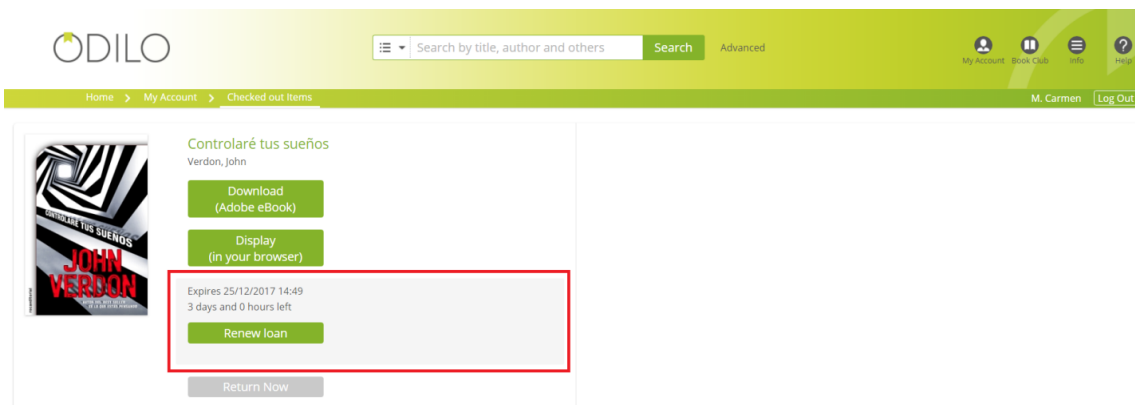 ODILO
Search by title, author and others
Search
Advanced
My Account
Book Club
Info
Help
Home > My Account > Checked out Items
M. Carmen
Log Out
Controlaré tus sueños
Verdon, John
Download
(Adobe eBook)
Display
(in your browser)
Expires 25/12/2017 14:49
3 days and 0 hours left
Renew loan
Return Now
CONTROLARÉ TUS SUEÑOS
JOHN
VERDON